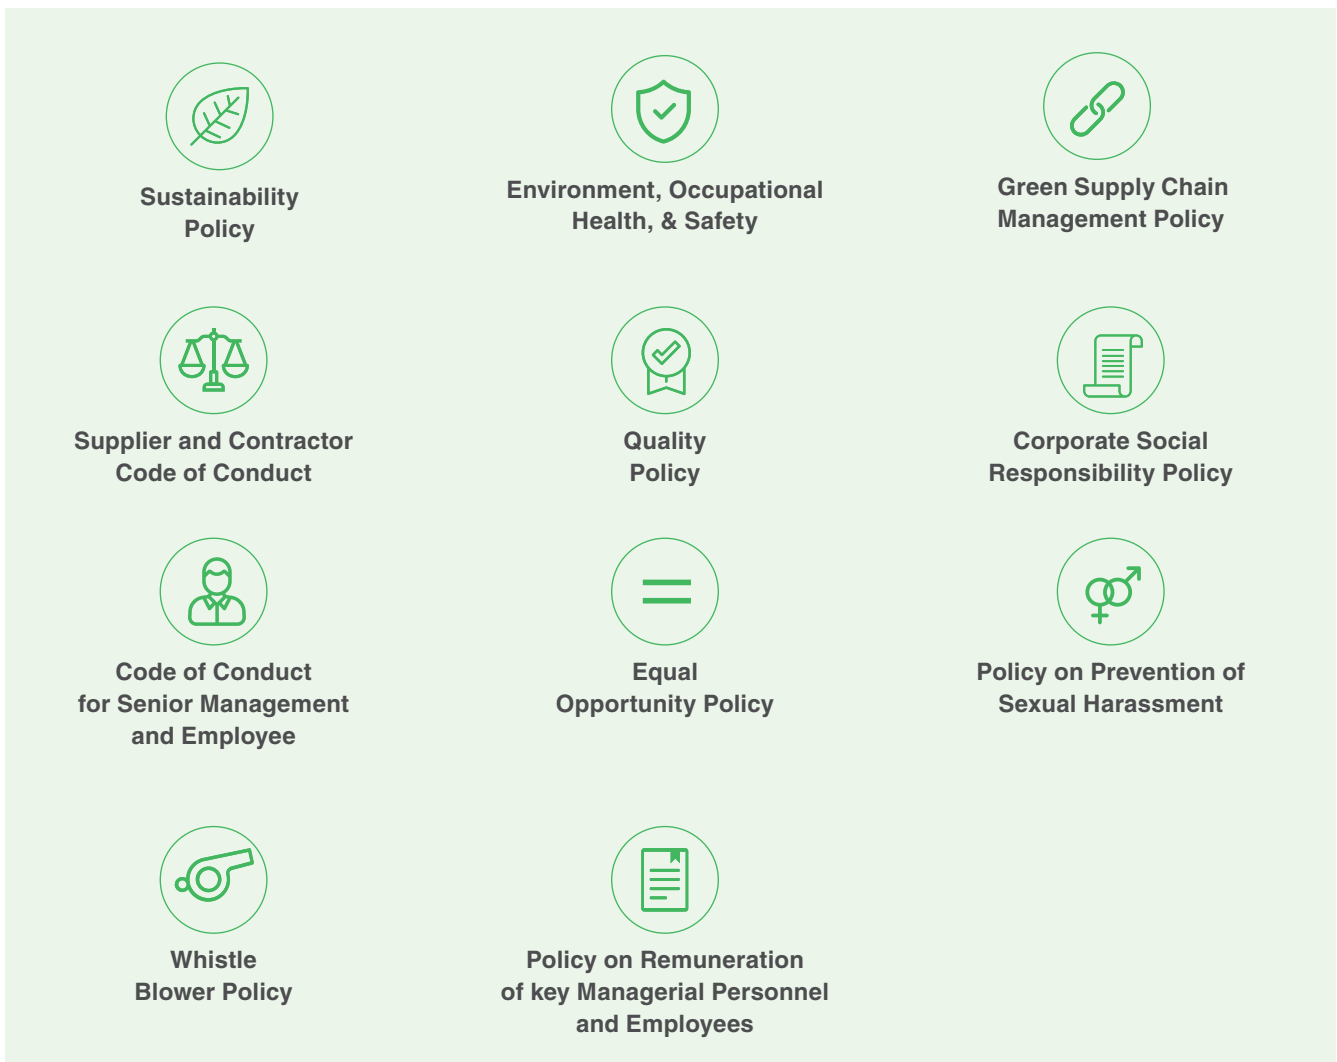 Sustainability
Policy
Environment, Occupational
Health, & Safety
Green Supply Chain
Management Policy
Supplier and Contractor
Code of Conduct
Quality
Policy
Corporate Social
Responsibility Policy
Code of Conduct
for Senior Management
and Employee
Equal
Opportunity Policy
Policy on Prevention of
Sexual Harassment
Whistle
Blower Policy
Policy on Remuneration
of key Managerial Personnel
and Employees